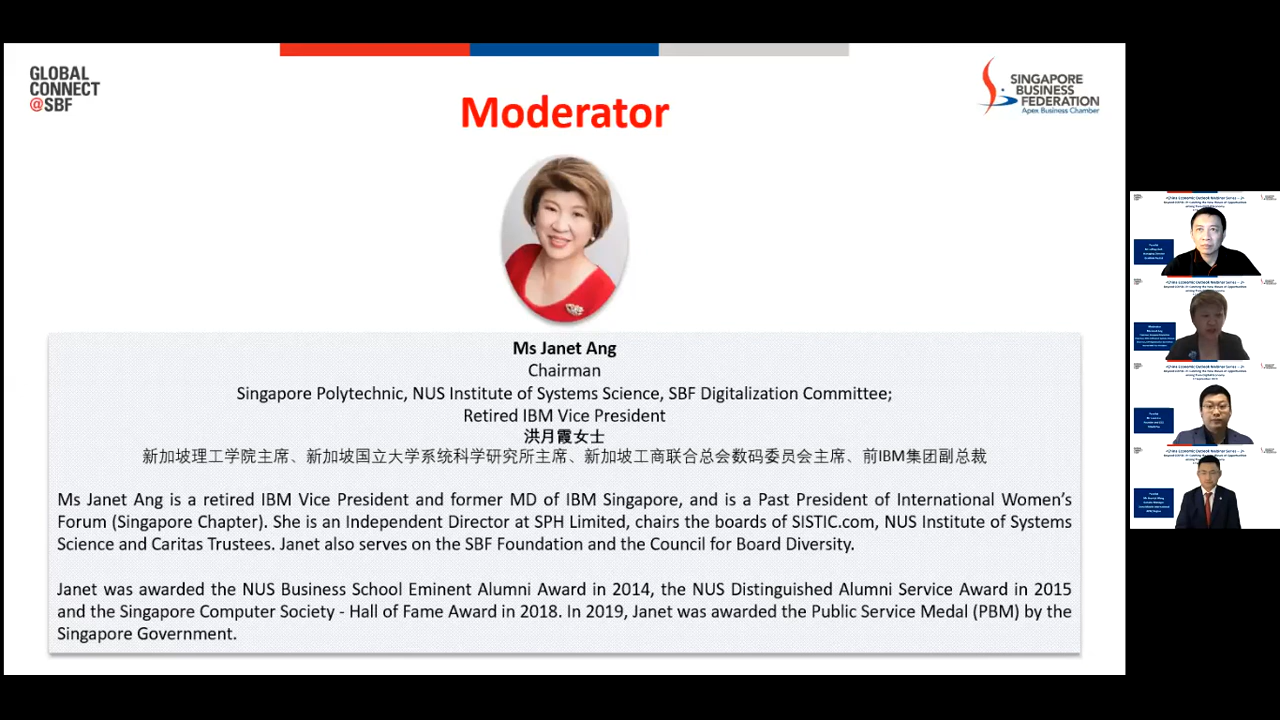 GLOBAL
CONNECT
@SBF
SINGAPORE
BUSINESS
FEDERATION
Apex Business Chamber
Moderator
Ms Janet Ang
Chairman
Singapore Polytechnic, NUS Institute of Systems Science, SBF Digitalization Committee;
Retired IBM Vice President
洪月霞女士
新加坡理工学院主席、新加坡国立大学系统科学研究所主席、新加坡工商联合总会数码委员会主席、前IBM集团副总裁
Ms Janet Ang is a retired IBM Vice President and former MD of IBM Singapore, and is a Past President of International Women's
Forum (Singapore Chapter). She is an Independent Director at SPH Limited, chairs the boards of SISTIC.com, NUS Institute of Systems
Science and Caritas Trustees. Janet also serves on the SBF Foundation and the Council for Board Diversity.
Janet was awarded the NUS Business School Eminent Alumni Award in 2014, the NUS Distinguished Alumni Service Award in 2015
and the Singapore Computer Society - Hall of Fame Award in 2018. In 2019, Janet was awarded the Public Service Medal (PBM) by the
Singapore Government.